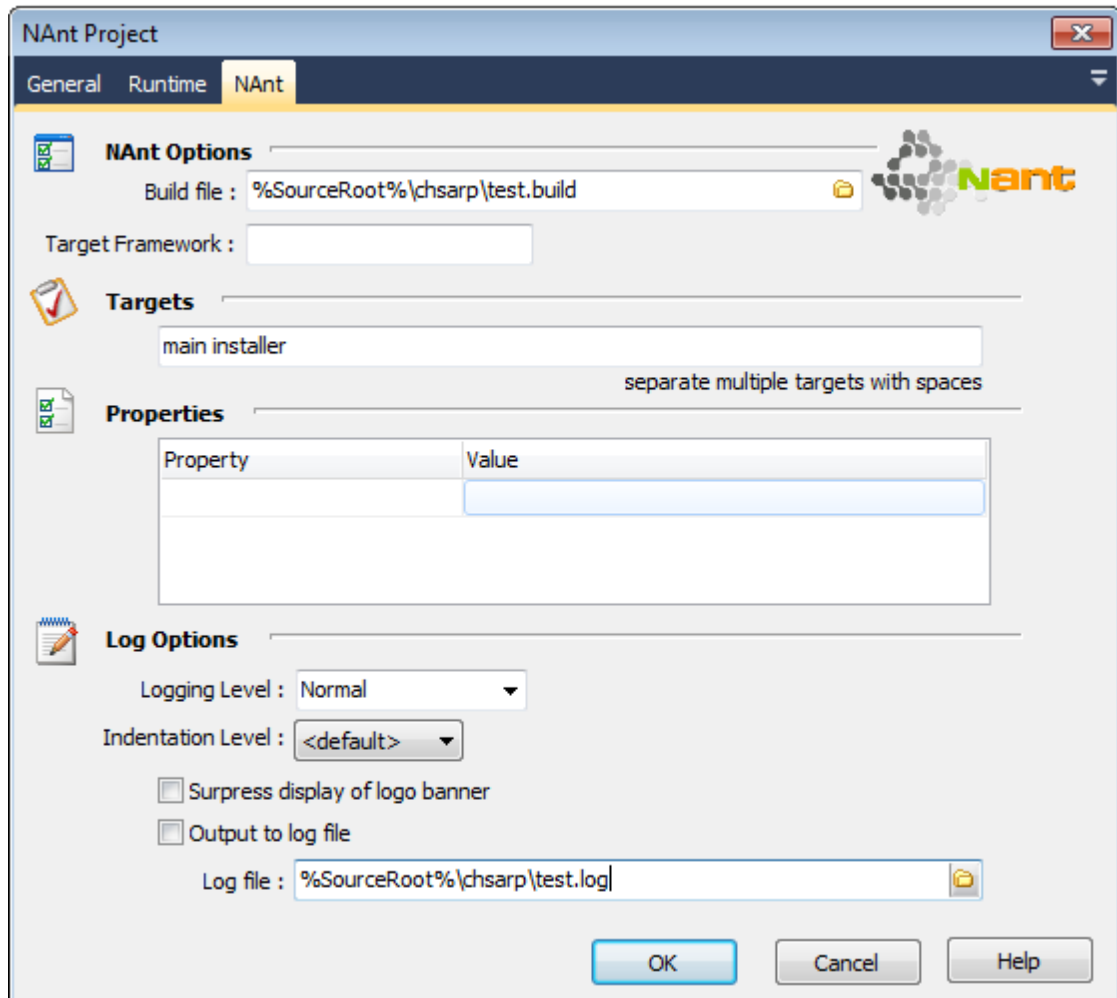 NAnt Project
General Runtime NAnt
NAnt Options
Nant
Build file : %SourceRoot%\chsarp\test.build
Target Framework :
Targets
main installer
separate multiple targets with spaces
Properties
Property Value
Log Options
Logging Level : Normal
Indentation Level : <default>
Surpress display of logo banner
Output to log file
Log file : %SourceRoot%\chsarp\test.log
OK Cancel Help